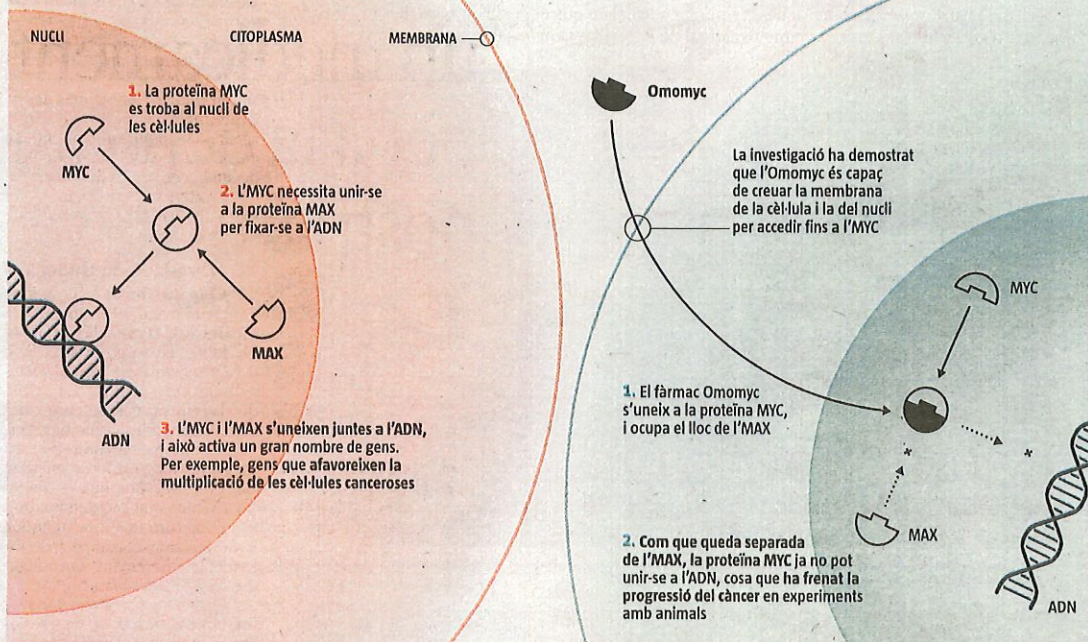 NUCLI
CITOPLASMA
MEMBRANA
1. La proteïna MYC
es troba al nucli de
les cèl·lules
MYC
2. L'MYC necessita unir-se
a la proteïna MAX
per fixar-se a l'ADN
MAX
ADN
3. L'MYC i l'MAX s'uneixen juntes a l'ADN,
i això activa un gran nombre de gens.
Per exemple, gens que afavoreixen la
multiplicació de les cèl·lules canceroses
Omomyc
La investigació ha demostrat
que l'Omomyc és capaç
de creuar la membrana
de la cèl·lula i la del nucli
per accedir fins a l'MYC
MYC
1. El fàrmac Omomyc
s'uneix a la proteïna MYC,
i ocupa el lloc de l'MAX
MAX
2. Com que queda separada
de l'MAX, la proteïna MYC ja no pot
unir-se a l'ADN, cosa que ha frenat la
progressió del càncer en experiments
amb animals
ADN